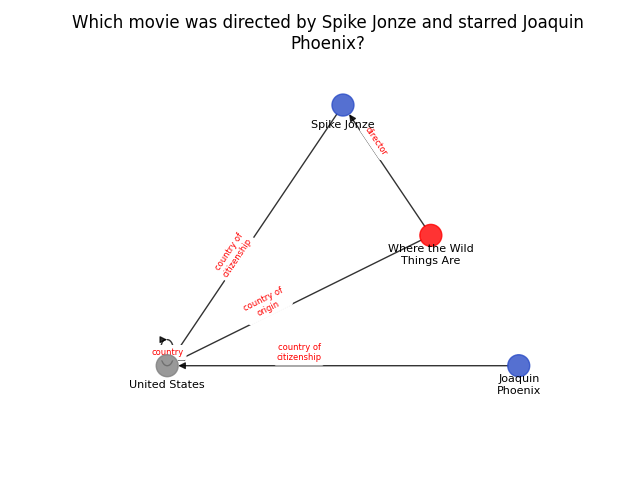 Which movie was directed by Spike Jonze and starred Joaquin
Phoenix?
Spike Jonze
director
Where the Wild
Things Are
country of
citizenship
country of
origin
country
country of
citizenship
United States
Joaquin
Phoenix